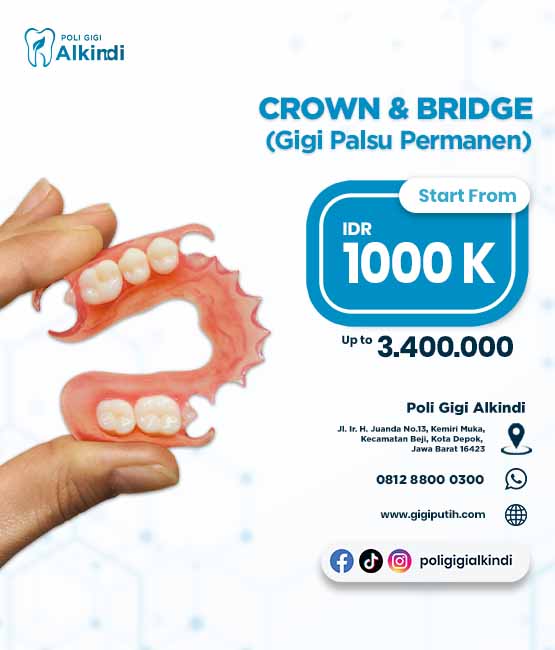 POLI GIGI
Alkindi
CROWN & BRIDGE
(Gigi Palsu Permanen)
Start From
IDR
1000 K
Up to 3.400.000
Poli Gigi Alkindi
Jl. Ir. H. Juanda No.13, Kemiri Muka,
Kecamatan Beji, Kota Depok,
Jawa Barat 16423
0812 8800 0300
www.gigiputih.com
poligigialkindi